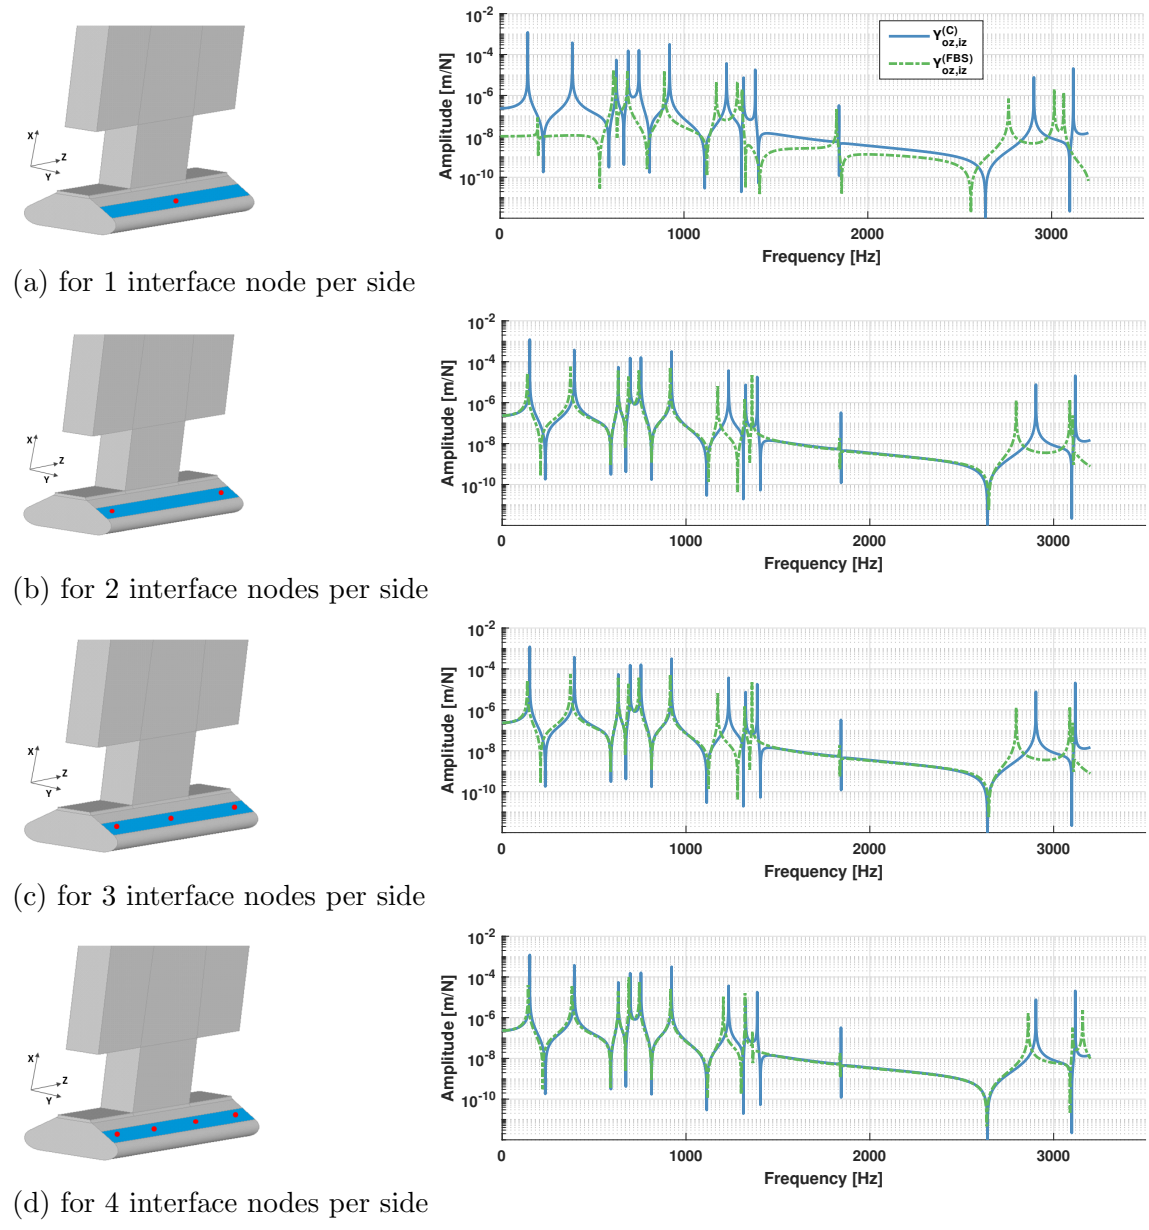 X
Z
Y
10^-2
10^-4
10^-6
10^-8
10^-10
Amplitude [m/N]
Y^(C)_oz,iz
Y^(FBS)_oz,iz
0 1000 2000 3000
Frequency [Hz]
(a) for 1 interface node per side
X
Z
Y
10^-2
10^-4
10^-6
10^-8
10^-10
Amplitude [m/N]
0 1000 2000 3000
Frequency [Hz]
(b) for 2 interface nodes per side
X
Z
Y
10^-2
10^-4
10^-6
10^-8
10^-10
Amplitude [m/N]
0 1000 2000 3000
Frequency [Hz]
(c) for 3 interface nodes per side
X
Z
Y
10^-2
10^-4
10^-6
10^-8
10^-10
Amplitude [m/N]
0 1000 2000 3000
Frequency [Hz]
(d) for 4 interface nodes per side